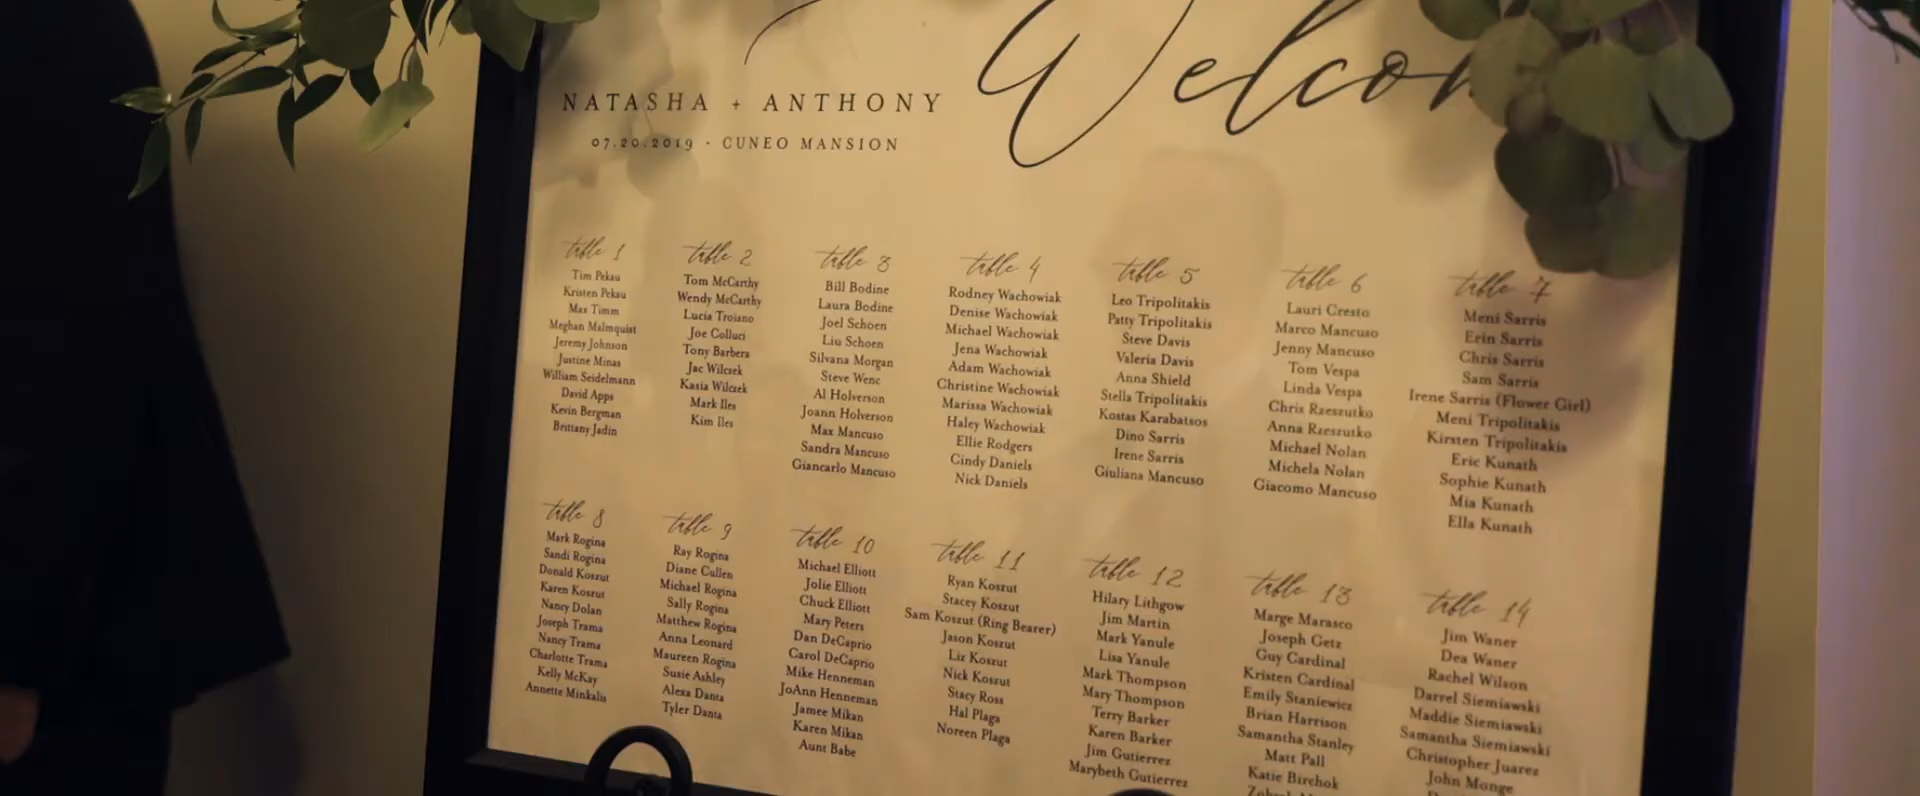 Welcom
NATASHA + ANTHONY
07.20.2019 · CUNEO MANSION
table 1
Tim Pekau
Kristen Pekau
Max Timm
Meghan Malmquist
Jeremy Johnson
Justine Minas
William Seidelmann
David Apps
Kevin Bergman
Brittany Jadin
table 2
Tom McCarthy
Wendy McCarthy
Lucia Troiano
Joe Colluci
Tony Barbera
Jac Wilczek
Kasia Wilczek
Mark Iles
Kim Iles
table 3
Bill Bodine
Laura Bodine
Joel Schoen
Liu Schoen
Silvana Morgan
Steve Wenc
Al Holverson
Joann Holverson
Max Mancuso
Sandra Mancuso
Giancarlo Mancuso
table 4
Rodney Wachowiak
Denise Wachowiak
Michael Wachowiak
Jena Wachowiak
Adam Wachowiak
Christine Wachowiak
Marissa Wachowiak
Haley Wachowiak
Ellie Rodgers
Cindy Daniels
Nick Daniels
table 5
Leo Tripolitakis
Patty Tripolitakis
Steve Davis
Valeria Davis
Anna Shield
Stella Tripolitakis
Kostas Karabatsos
Dino Sarris
Irene Sarris
Giuliana Mancuso
table 6
Lauri Cresto
Marco Mancuso
Jenny Mancuso
Tom Vespa
Linda Vespa
Chris Rzeszutko
Anna Rzeszutko
Michael Nolan
Michela Nolan
Giacomo Mancuso
table 7
Meni Sarris
Erin Sarris
Chris Sarris
Sam Sarris
Irene Sarris (Flower Girl)
Meni Tripolitakis
Kirsten Tripolitakis
Eric Kunath
Sophie Kunath
Mia Kunath
Ella Kunath
table 8
Mark Rogina
Sandi Rogina
Donald Koszut
Karen Koszut
Nancy Dolan
Joseph Trama
Nancy Trama
Charlotte Trama
Kelly McKay
Annette Minkalis
table 9
Ray Rogina
Diane Cullen
Michael Rogina
Sally Rogina
Matthew Rogina
Anna Leonard
Maureen Rogina
Susie Ashley
Alexa Danta
Tyler Danta
table 10
Michael Elliott
Jolie Elliott
Chuck Elliott
Mary Peters
Dan DeCaprio
Carol DeCaprio
Mike Henneman
JoAnn Henneman
Jamee Mikan
Karen Mikan
Aunt Babe
table 11
Ryan Koszut
Stacey Koszut
Sam Koszut (Ring Bearer)
Jason Koszut
Liz Koszut
Nick Koszut
Stacy Ross
Hal Plaga
Noreen Plaga
table 12
Hilary Lithgow
Jim Martin
Mark Yanule
Lisa Yanule
Mark Thompson
Mary Thompson
Terry Barker
Karen Barker
Jim Gutierrez
Marybeth Gutierrez
table 13
Marge Marasco
Joseph Getz
Guy Cardinal
Kristen Cardinal
Emily Staniewicz
Brian Harrison
Samantha Stanley
Matt Pall
Katie Birchok
table 14
Jim Waner
Dea Waner
Rachel Wilson
Darrel Siemiawski
Maddie Siemiawski
Samantha Siemiawski
Christopher Juarez
John Monge